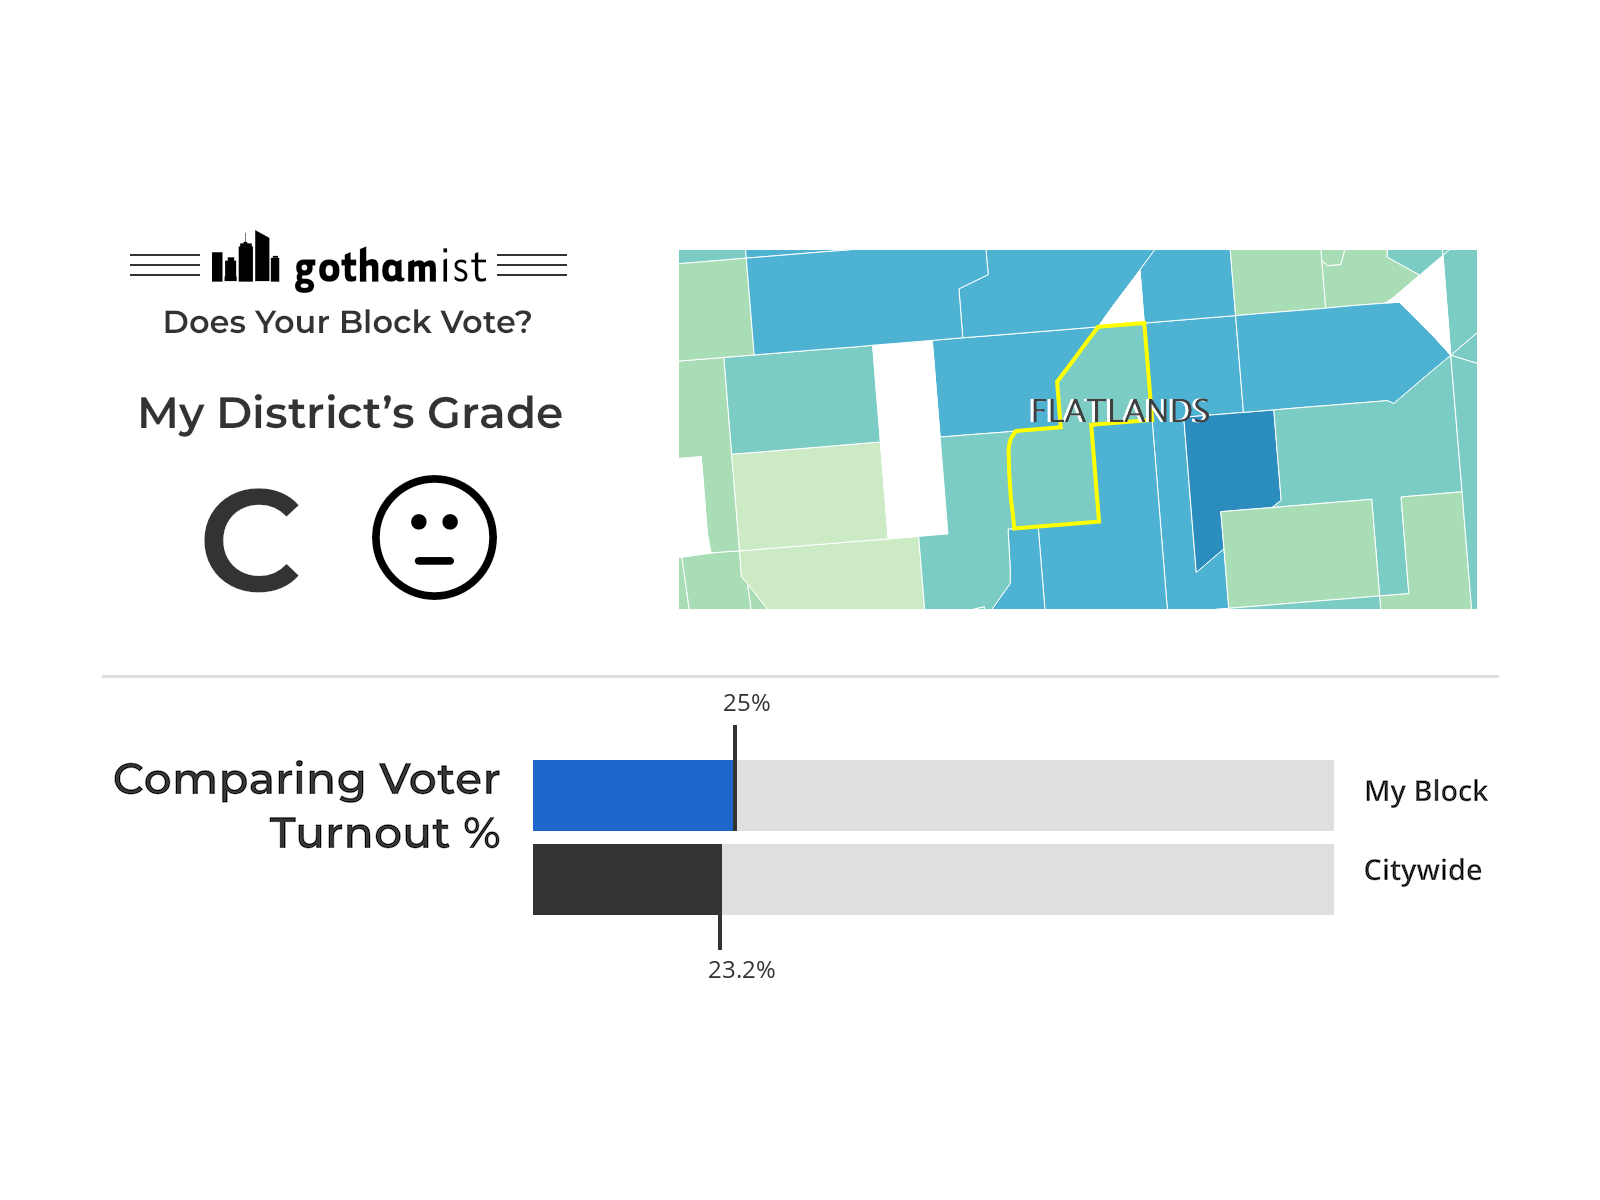 gothamist
Does Your Block Vote?
My District’s Grade
C
FLATLANDS
25%
Comparing Voter
Turnout %
My Block
Citywide
23.2%